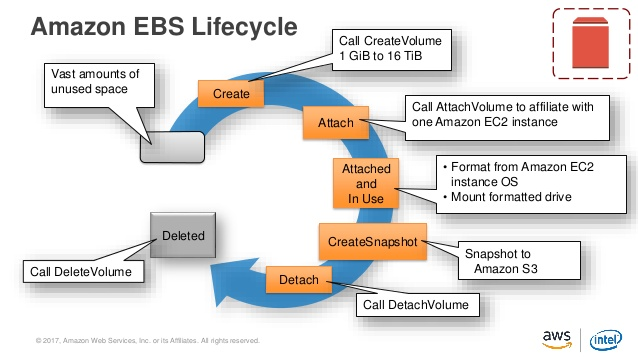 Amazon EBS Lifecycle
Call CreateVolume
1 GiB to 16 TiB
Vast amounts of
unused space
Create
Attach
Call AttachVolume to affiliate with
one Amazon EC2 instance
Attached
and
In Use
• Format from Amazon EC2
instance OS
• Mount formatted drive
CreateSnapshot
Snapshot to
Amazon S3
Detach
Call DetachVolume
Deleted
Call DeleteVolume
© 2017, Amazon Web Services, Inc. or its Affiliates. All rights reserved.
aws
intel